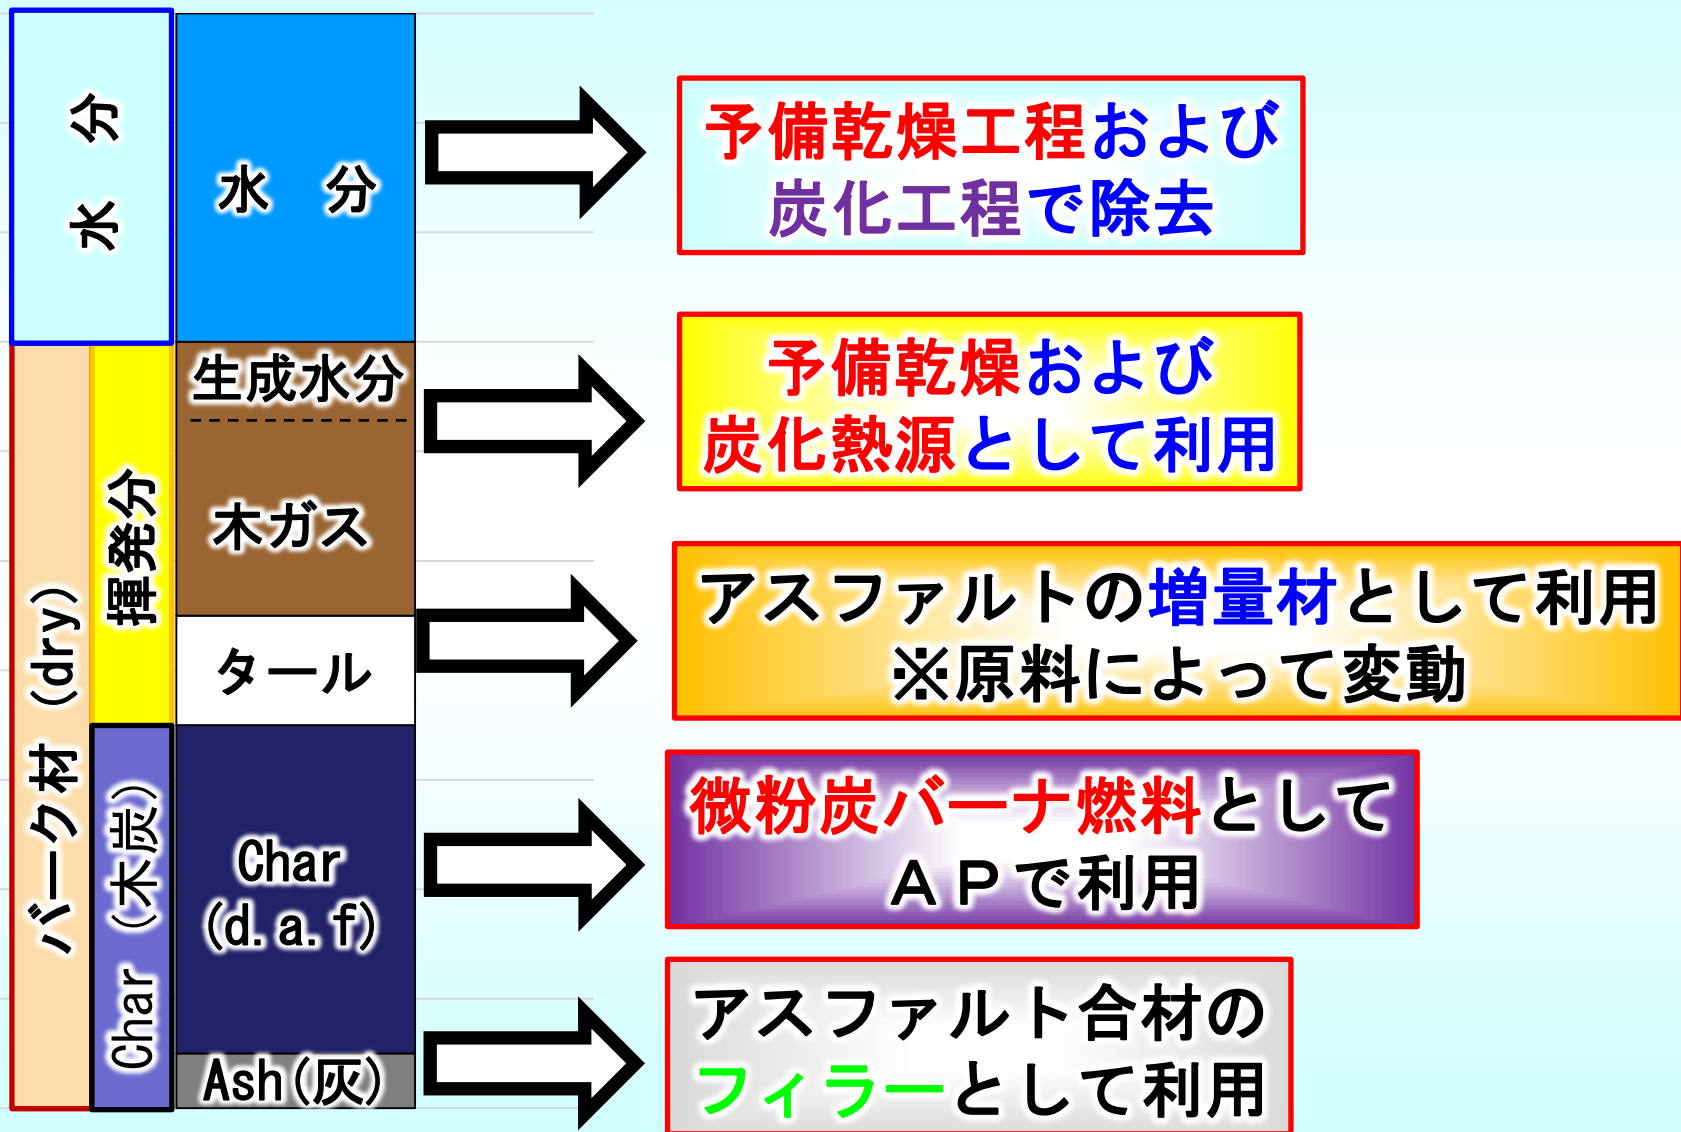 水 分
水 分
予備乾燥工程および
炭化工程で除去
バーク材 (dry)
揮発分
生成水分
木ガス
予備乾燥および
炭化熱源として利用
タール
アスファルトの増量材として利用
※原料によって変動
Char (木炭)
Char
(d.a.f)
微粉炭バーナ燃料として
APで利用
Ash(灰)
アスファルト合材の
フィラーとして利用